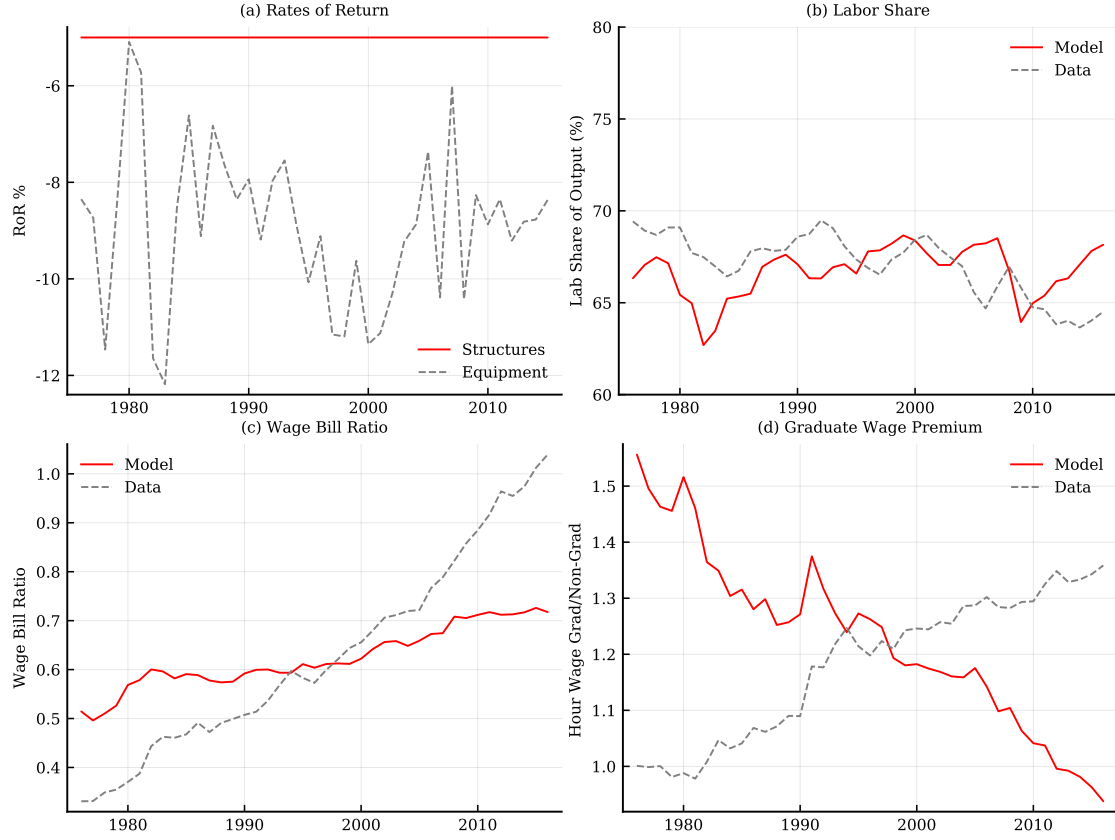 (a) Rates of Return
RoR %
-6
-8
-10
-12
1980
1990
2000
2010
Structures
Equipment
(b) Labor Share
Lab Share of Output (%)
80
75
70
65
60
1980
1990
2000
2010
Model
Data
(c) Wage Bill Ratio
Wage Bill Ratio
1.0
0.9
0.8
0.7
0.6
0.5
0.4
1980
1990
2000
2010
Model
Data
(d) Graduate Wage Premium
Hour Wage Grad/Non-Grad
1.5
1.4
1.3
1.2
1.1
1.0
1980
1990
2000
2010
Model
Data